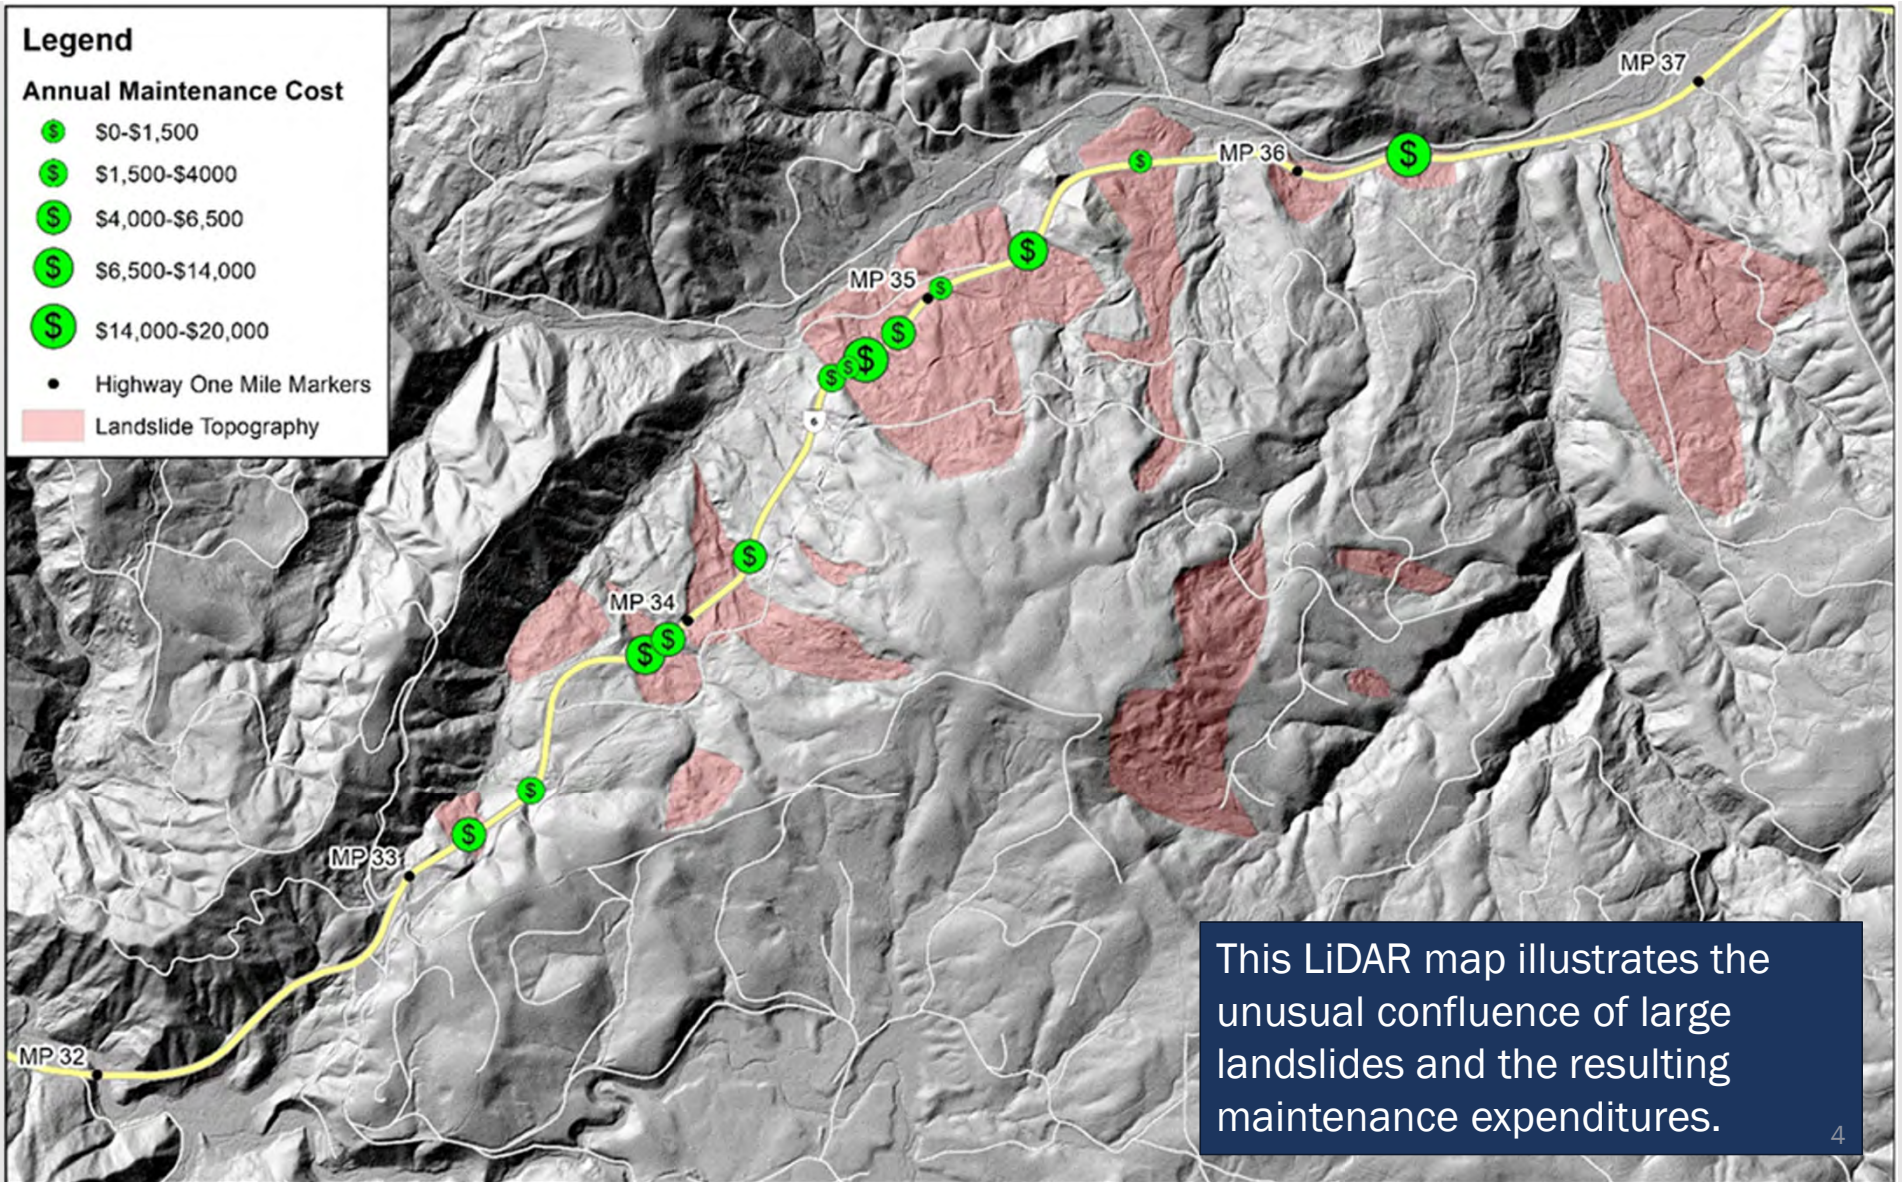 Legend
Annual Maintenance Cost
$ $0-$1,500
$ $1,500-$4000
$ $4,000-$6,500
$ $6,500-$14,000
$ $14,000-$20,000
Highway One Mile Markers
Landslide Topography
MP 37
MP 36
$
$
$
MP 35
$
$
$
$
$
6
$
MP 34
$
$
$
MP 33
$
MP 32
This LiDAR map illustrates the
unusual confluence of large
landslides and the resulting
maintenance expenditures.
4